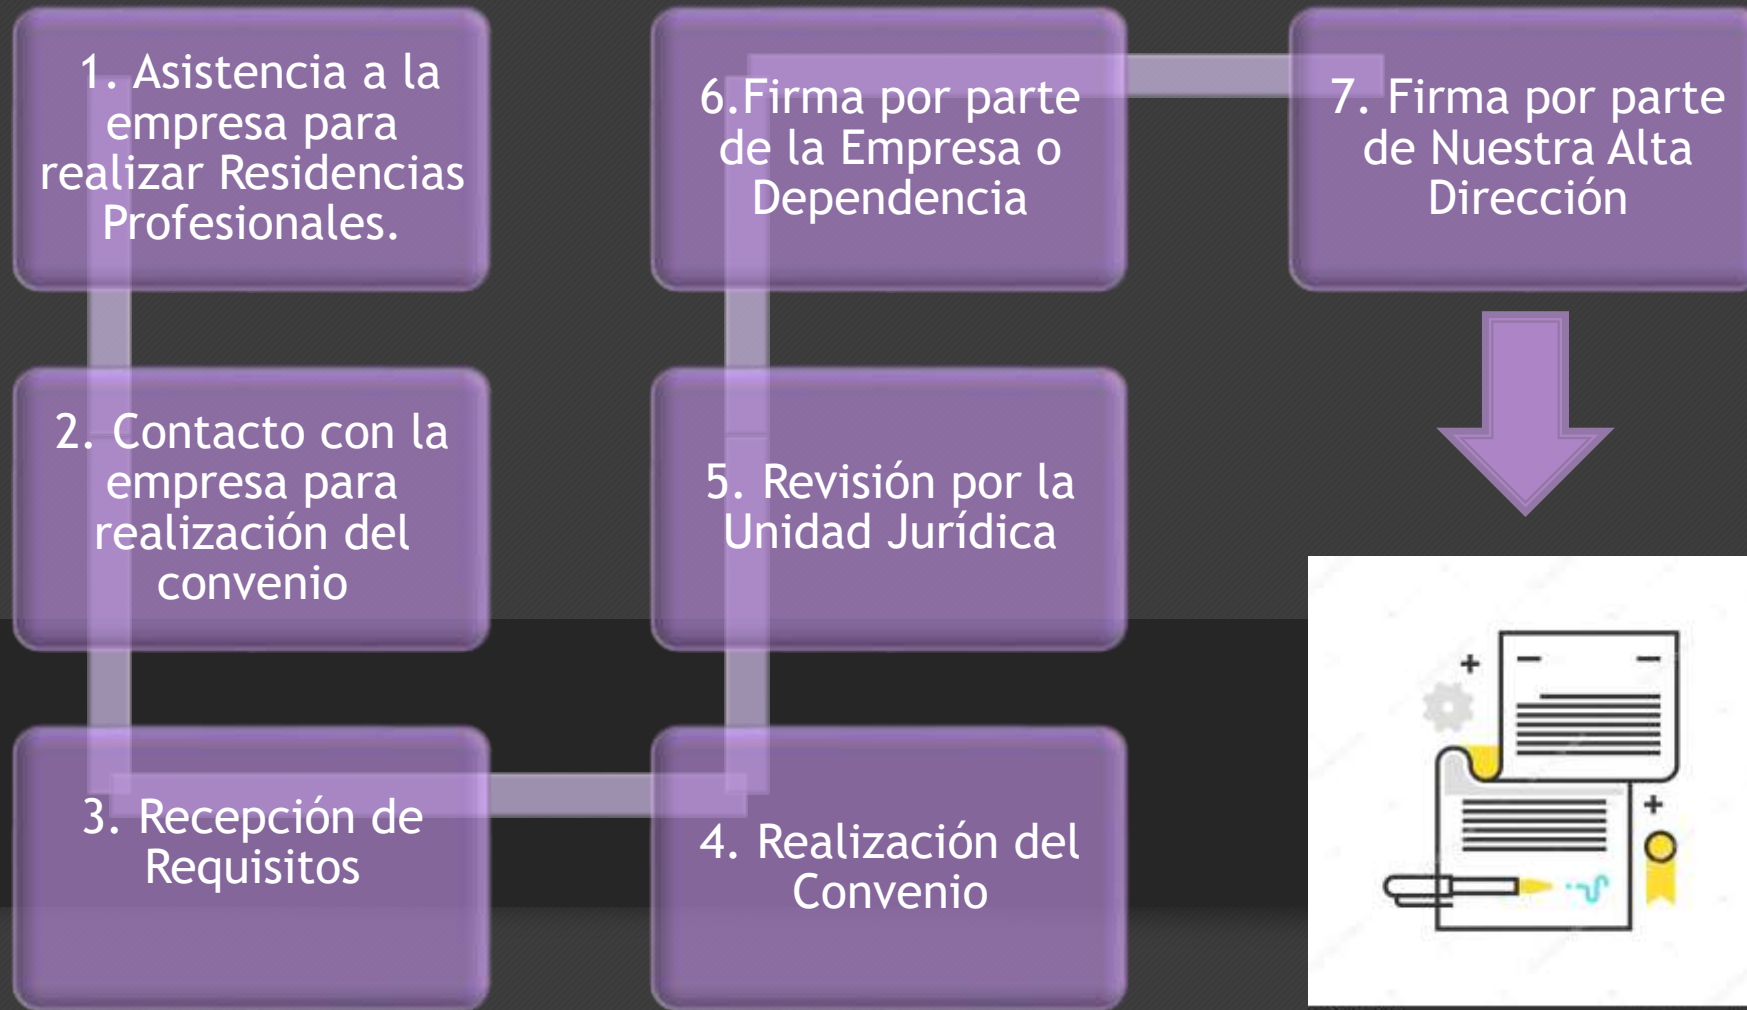 1. Asistencia a la
empresa para
realizar Residencias
Profesionales.
2. Contacto con la
empresa para
realización del
convenio
3. Recepción de
Requisitos
4. Realización del
Convenio
5. Revisión por la
Unidad Jurídica
6.Firma por parte
de la Empresa o
Dependencia
7. Firma por parte
de Nuestra Alta
Dirección